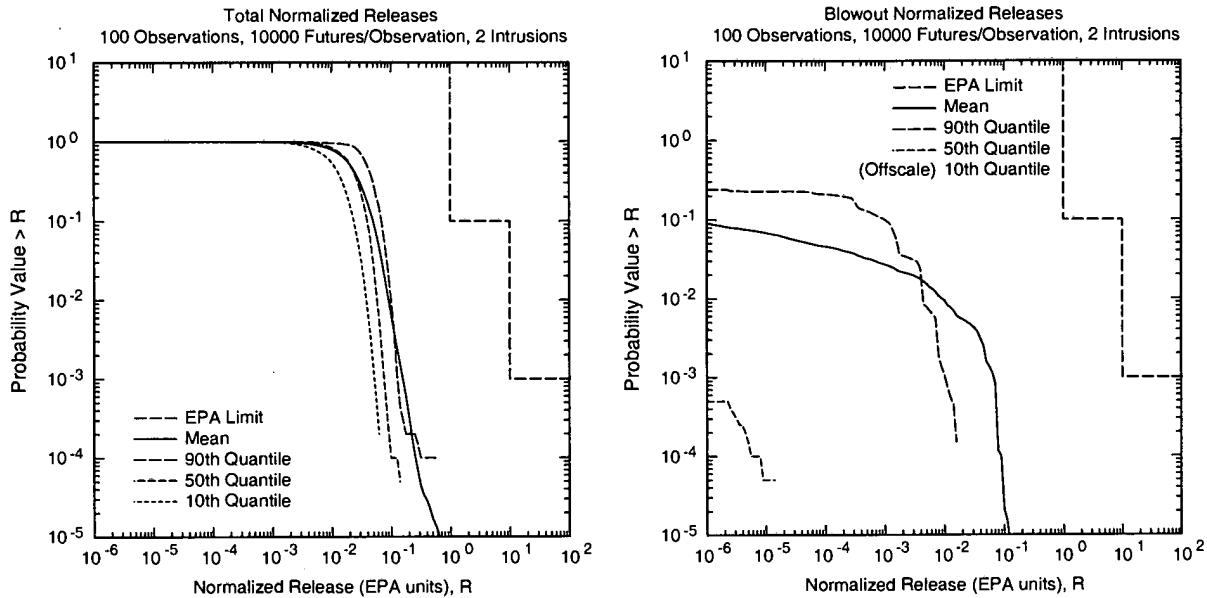 Total Normalized Releases
100 Observations, 10000 Futures/Observation, 2 Intrusions
10^1
10^0
10^-1
10^-2
10^-3
10^-4
10^-5
Probability Value > R
EPA Limit
Mean
90th Quantile
50th Quantile
10th Quantile
10^-6 10^-5 10^-4 10^-3 10^-2 10^-1 10^0 10^1 10^2
Normalized Release (EPA units), R
Blowout Normalized Releases
100 Observations, 10000 Futures/Observation, 2 Intrusions
10^1
10^0
10^-1
10^-2
10^-3
10^-4
10^-5
Probability Value > R
EPA Limit
Mean
90th Quantile
50th Quantile
(Offscale) 10th Quantile
10^-6 10^-5 10^-4 10^-3 10^-2 10^-1 10^0 10^1 10^2
Normalized Release (EPA units), R